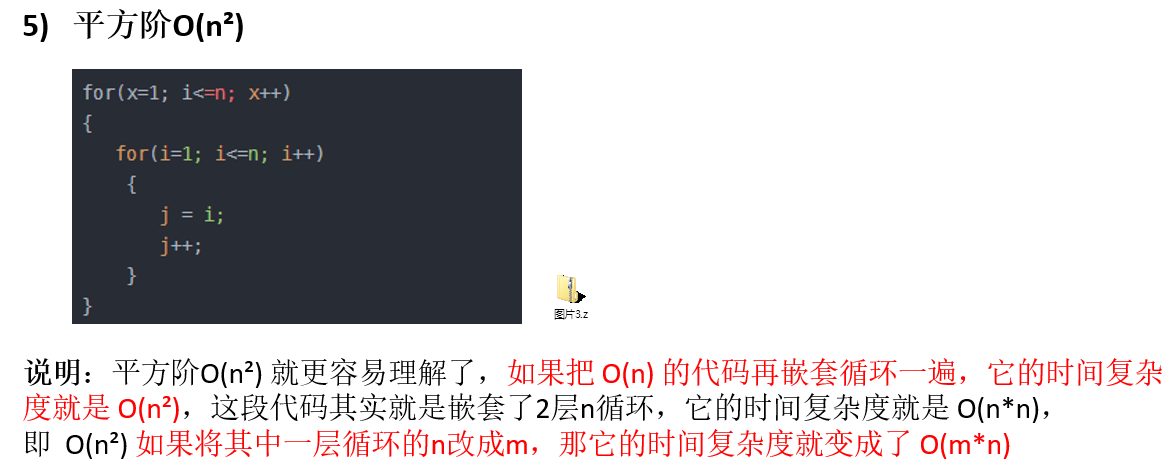 5) 平方阶O(n²)
for(x=1; i<=n; x++)
{
for(i=1; i<=n; i++)
{
j = i;
j++;
}
}
图片3.z
说明：平方阶O(n²) 就更容易理解了，如果把 O(n) 的代码再嵌套循环一遍，它的时间复杂
度就是 O(n²)，这段代码其实就是嵌套了2层n循环，它的时间复杂度就是 O(n*n)，
即 O(n²) 如果将其中一层循环的n改成m，那它的时间复杂度就变成了 O(m*n)